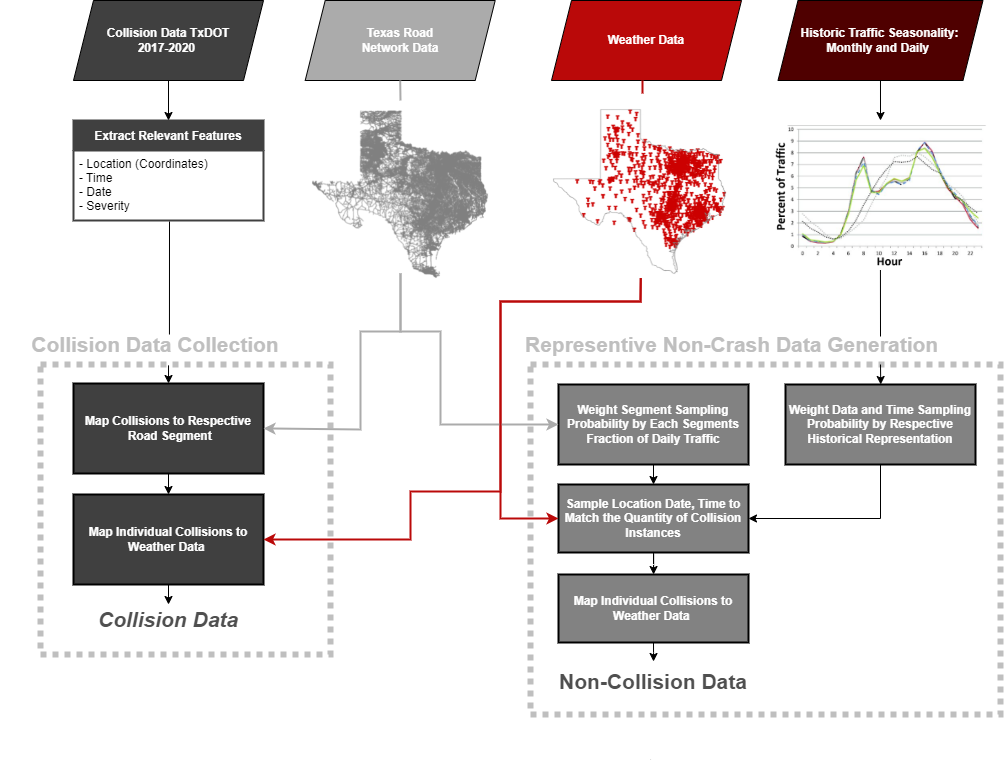 Collision Data TxDOT
2017-2020
Texas Road
Network Data
Weather Data
Historic Traffic Seasonality:
Monthly and Daily
Extract Relevant Features
- Location (Coordinates)
- Time
- Date
- Severity
Percent of Traffic
10
9
8
7
6
5
4
3
2
1
0
0 2 4 6 8 10 12 14 16 18 20 22
Hour
Collision Data Collection
Map Collisions to Respective
Road Segment
Map Individual Collisions to
Weather Data
Collision Data
Representive Non-Crash Data Generation
Weight Segment Sampling
Probability by Each Segments
Fraction of Daily Traffic
Weight Data and Time Sampling
Probability by Respective
Historical Representation
Sample Location Date, Time to
Match the Quantity of Collision
Instances
Map Individual Collisions to
Weather Data
Non-Collision Data